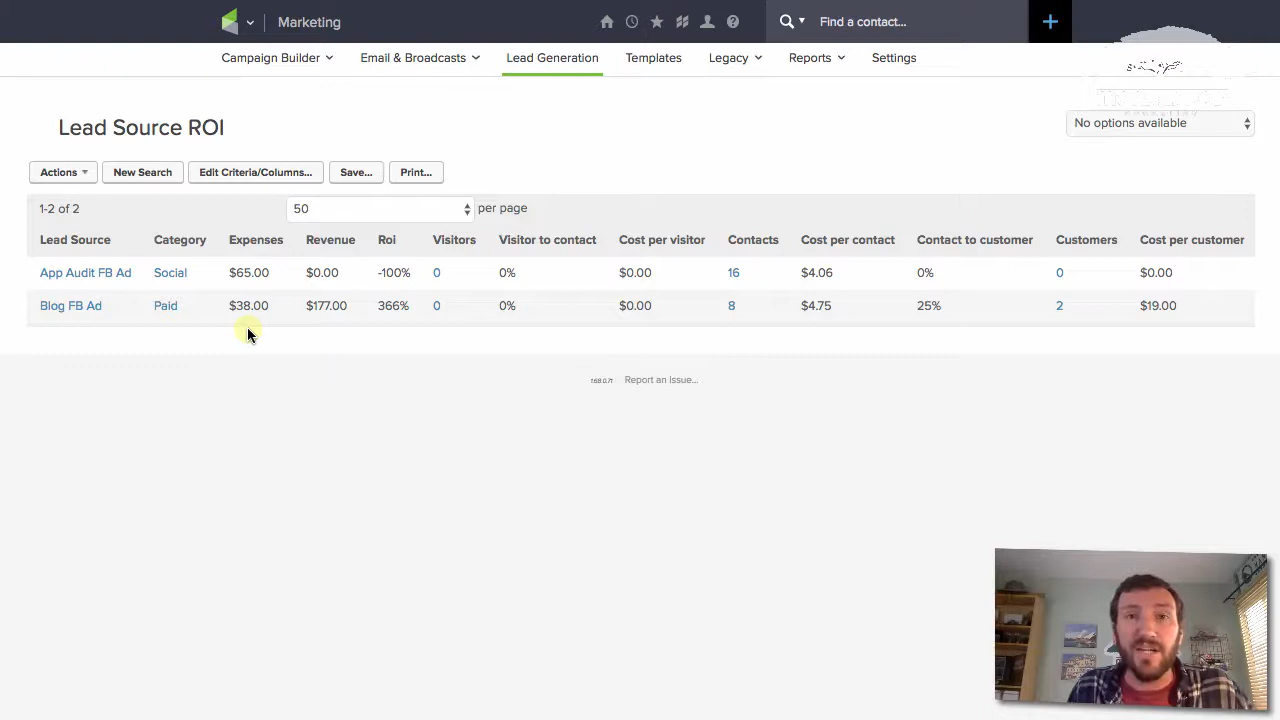 Marketing
Find a contact...
Campaign Builder
Email & Broadcasts
Lead Generation
Templates
Legacy
Reports
Settings
Lead Source ROI
No options available
Actions
New Search
Edit Criteria/Columns...
Save...
Print...
1-2 of 2
50
per page
Lead Source Category Expenses Revenue Roi Visitors Visitor to contact Cost per visitor Contacts Cost per contact Contact to customer Customers Cost per customer
App Audit FB Ad Social $65.00 $0.00 -100% 0 0% $0.00 16 $4.06 0% 0 $0.00
Blog FB Ad Paid $38.00 $177.00 366% 0 0% $0.00 8 $4.75 25% 2 $19.00
Report an Issue...